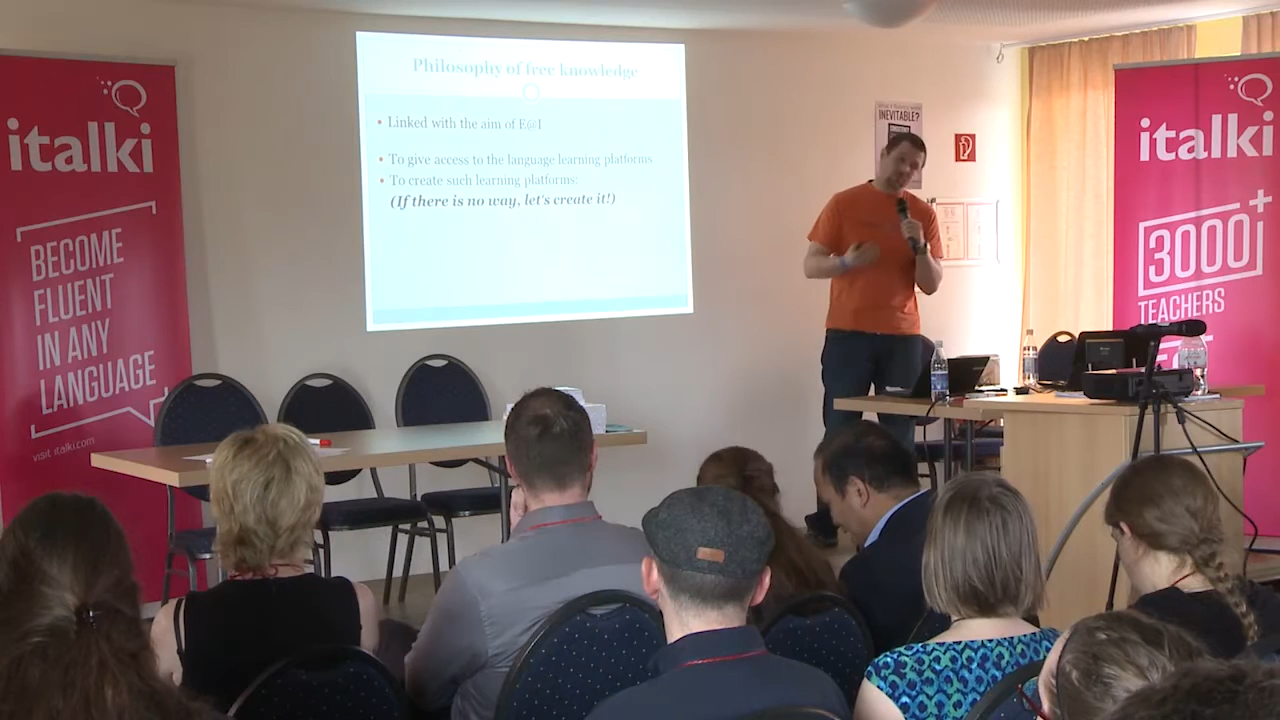 italki
BECOME
FLUENT
IN ANY
LANGUAGE
visit italki.com
Philosophy of free knowledge
• Linked with the aim of E@I
• To give access to the language learning platforms
• To create such learning platforms:
(If there is no way, let's create it!)
INEVITABLE?
italki
3000+
TEACHERS